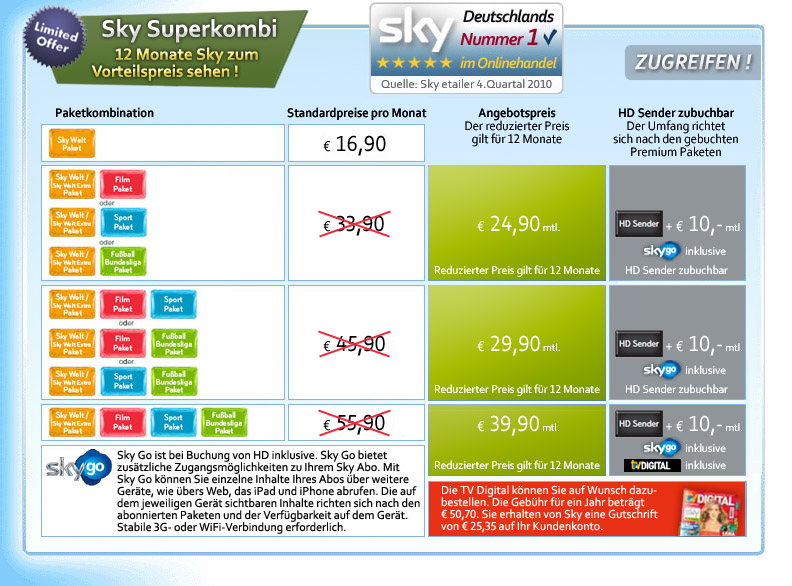 Limited
Offer
Sky Superkombi
12 Monate Sky zum
Vorteilspreis sehen !
sky
Deutschlands
Nummer 1
im Onlinehandel
Quelle: Sky etailer 4.Quartal 2010
ZUGREIFEN !
Paketkombination
Standardpreise pro Monat
Angebotspreis
Der reduzierter Preis
gilt für 12 Monate
HD Sender zubuchbar
Der Umfang richtet
sich nach den gebuchten
Premium Paketen
Sky Welt
Paket
€ 16,90
Sky Welt /
Sky Welt Extra
Paket
Film
Paket
oder
Sky Welt /
Sky Welt Extra
Paket
Sport
Paket
oder
Sky Welt /
Sky Welt Extra
Paket
Fußball
Bundesliga
Paket
€ 33,90
€ 24,90 mtl.
Reduzierter Preis gilt für 12 Monate
HD Sender + € 10,- mtl.
skygo inklusive
HD Sender zubuchbar
Sky Welt /
Sky Welt Extra
Paket
Film
Paket
Sport
Paket
oder
Sky Welt /
Sky Welt Extra
Paket
Film
Paket
Fußball
Bundesliga
Paket
oder
Sky Welt /
Sky Welt Extra
Paket
Sport
Paket
Fußball
Bundesliga
Paket
€ 45,90
€ 29,90 mtl.
Reduzierter Preis gilt für 12 Monate
HD Sender + € 10,- mtl.
skygo inklusive
HD Sender zubuchbar
Sky Welt /
Sky Welt Extra
Paket
Film
Paket
Sport
Paket
Fußball
Bundesliga
Paket
€ 55,90
€ 39,90 mtl.
Reduzierter Preis gilt für 12 Monate
HD Sender + € 10,- mtl.
skygo inklusive
tvDIGITAL inklusive
sky go
Sky Go ist bei Buchung von HD inklusive. Sky Go bietet
zusätzliche Zugangsmöglichkeiten zu Ihrem Sky Abo. Mit
Sky Go können Sie einzelne Inhalte Ihres Abos über weitere
Geräte, wie übers Web, das iPad und iPhone abrufen. Die auf
dem jeweiligen Gerät sichtbaren Inhalte richten sich nach den
abonnierten Paketen und der Verfügbarkeit auf dem Gerät.
Stabile 3G- oder WiFi-Verbindung erforderlich.
Die TV Digital können Sie auf Wunsch dazu-
bestellen. Die Gebühr für ein Jahr beträgt
€ 50,70. Sie erhalten von Sky eine Gutschrift
von € 25,35 auf Ihr Kundenkonto.
DIGITAL